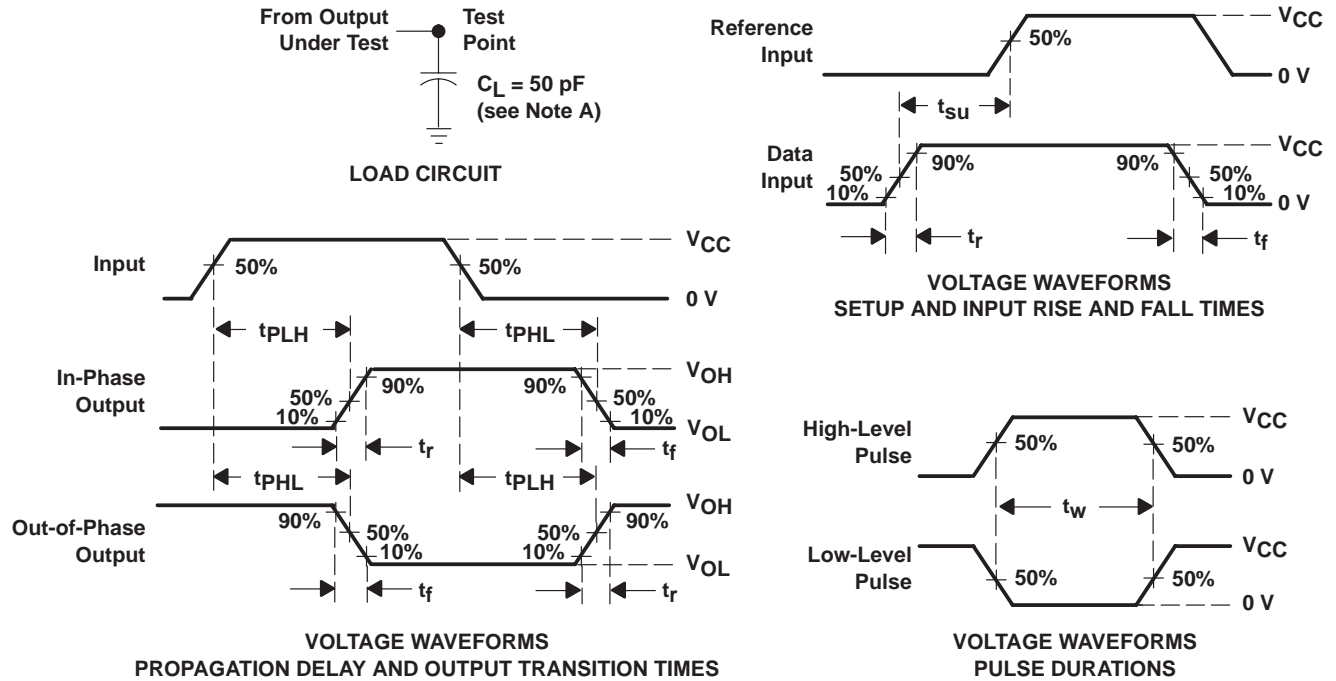 From Output
Under Test
Test
Point
CL = 50 pF
(see Note A)
LOAD CIRCUIT
Reference
Input
50%
VCC
0 V
tsu
Data
Input
50%
10%
90%
90%
50%
10%
VCC
0 V
tr
tf
VOLTAGE WAVEFORMS
SETUP AND INPUT RISE AND FALL TIMES
Input
50%
50%
VCC
0 V
tPLH
tPHL
In-Phase
Output
50%
10%
90%
90%
50%
10%
VOH
VOL
tr
tf
tPHL
tPLH
Out-of-Phase
Output
90%
50%
10%
50%
10%
90%
VOH
VOL
tf
tr
VOLTAGE WAVEFORMS
PROPAGATION DELAY AND OUTPUT TRANSITION TIMES
High-Level
Pulse
50%
50%
VCC
0 V
tw
Low-Level
Pulse
50%
50%
VCC
0 V
VOLTAGE WAVEFORMS
PULSE DURATIONS